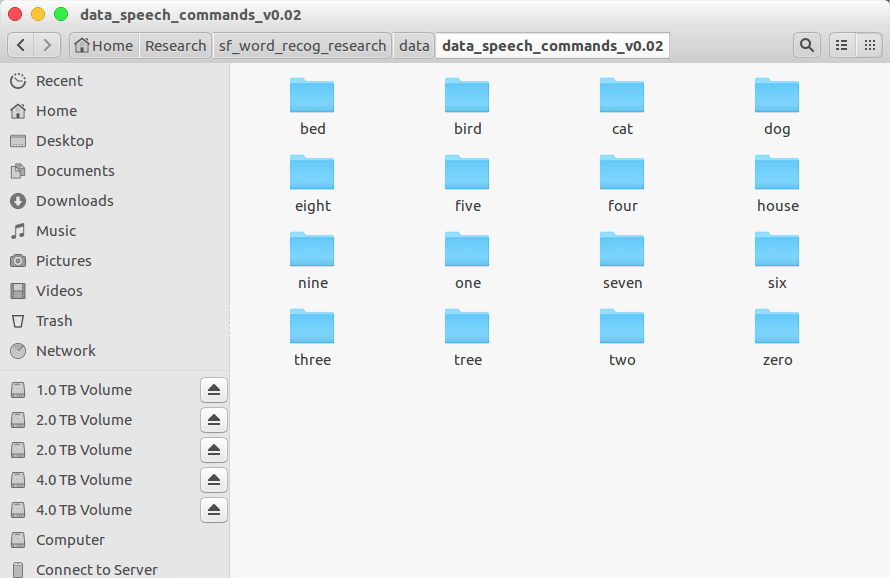 data_speech_commands_v0.02
Home Research sf_word_recog_research data data_speech_commands_v0.02
Recent
Home
Desktop
Documents
Downloads
Music
Pictures
Videos
Trash
Network
1.0 TB Volume
2.0 TB Volume
2.0 TB Volume
4.0 TB Volume
4.0 TB Volume
Computer
Connect to Server
bed bird cat dog
eight five four house
nine one seven six
three tree two zero